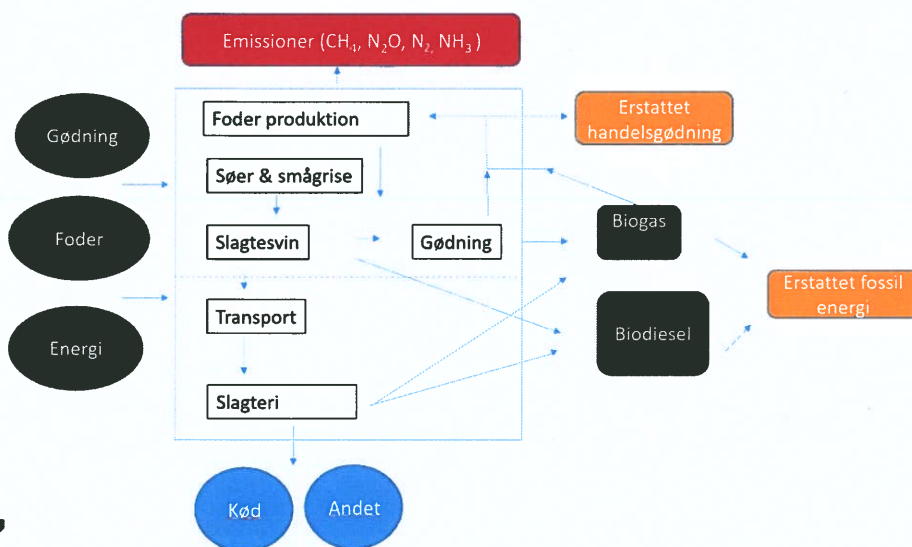 Emissioner (CH₄, N₂O, N₂, NH₃ )
Gødning
Foder
Energi
Foder produktion
Søer & smågrise
Slagtesvin
Gødning
Transport
Slagteri
Erstattet
handelsgødning
Biogas
Biodiesel
Erstattet fossil
energi
Kød
Andet